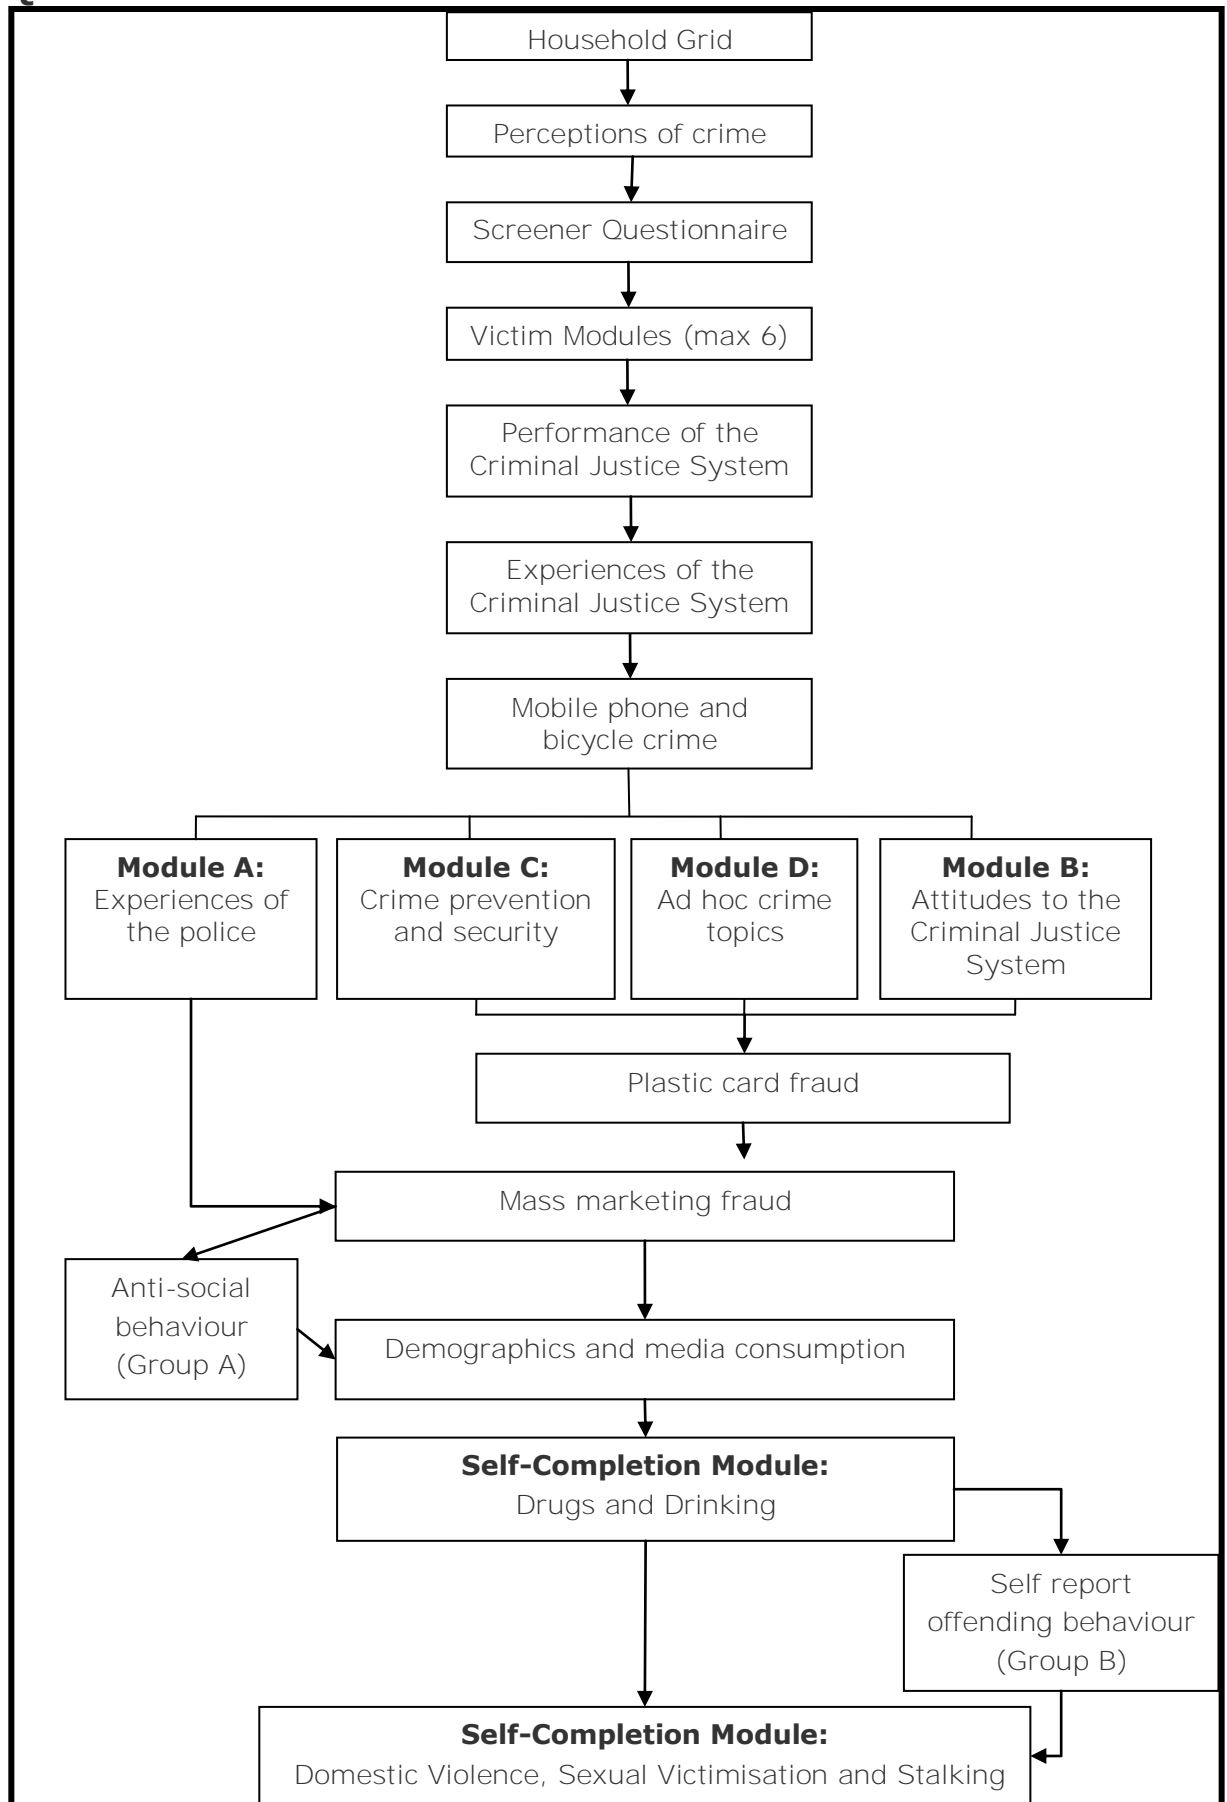 Household Grid
Perceptions of crime
Screener Questionnaire
Victim Modules (max 6)
Performance of the
Criminal Justice System
Experiences of the
Criminal Justice System
Mobile phone and
bicycle crime
Module A:
Experiences of
the police
Module C:
Crime prevention
and security
Module D:
Ad hoc crime
topics
Module B:
Attitudes to the
Criminal Justice
System
Plastic card fraud
Mass marketing fraud
Anti-social
behaviour
(Group A)
Demographics and media consumption
Self-Completion Module:
Drugs and Drinking
Self report
offending behaviour
(Group B)
Self-Completion Module:
Domestic Violence, Sexual Victimisation and Stalking